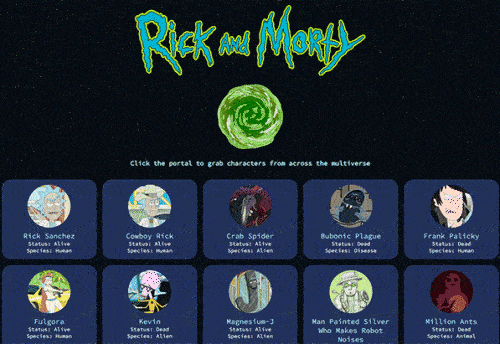 Rick and Morty
Click the portal to grab characters from across the multiverse
Rick Sanchez
Status: Alive
Species: Human
Cowboy Rick
Status: Alive
Species: Human
Crab Spider
Status: Alive
Species: Alien
Bubonic Plague
Status: Dead
Species: Disease
Frank Palicky
Status: Dead
Species: Human
Fulgora
Status: Alive
Species: Human
Kevin
Status: Dead
Species: Alien
Magnesium-J
Status: Alive
Species: Alien
Man Painted Silver
Who Makes Robot
Noises
Million Ants
Status: Dead
Species: Animal